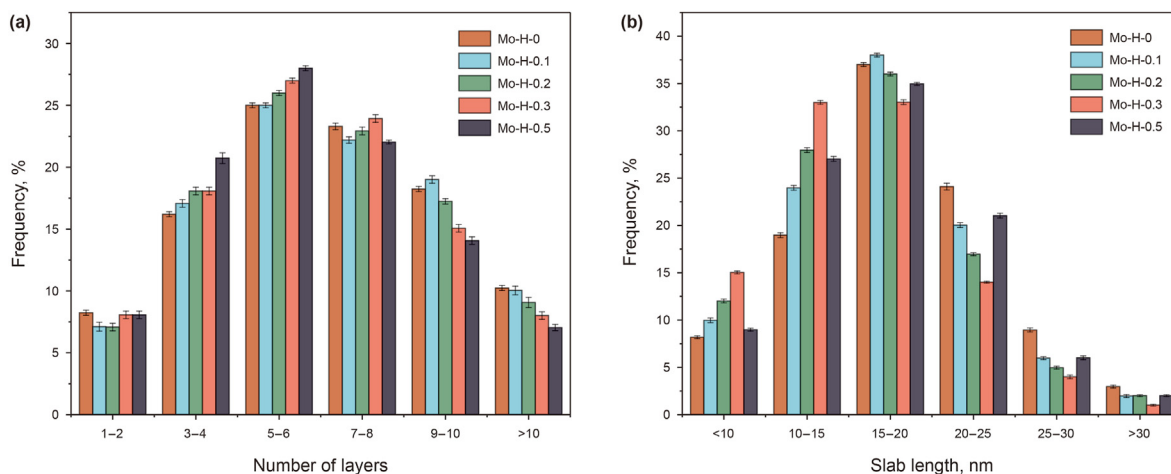 (a)
Frequency, %
30
25
20
15
10
5
0
Mo-H-0
Mo-H-0.1
Mo-H-0.2
Mo-H-0.3
Mo-H-0.5
1–2 3–4 5–6 7–8 9–10 >10
Number of layers
(b)
Frequency, %
40
35
30
25
20
15
10
5
0
Mo-H-0
Mo-H-0.1
Mo-H-0.2
Mo-H-0.3
Mo-H-0.5
<10 10–15 15–20 20–25 25–30 >30
Slab length, nm